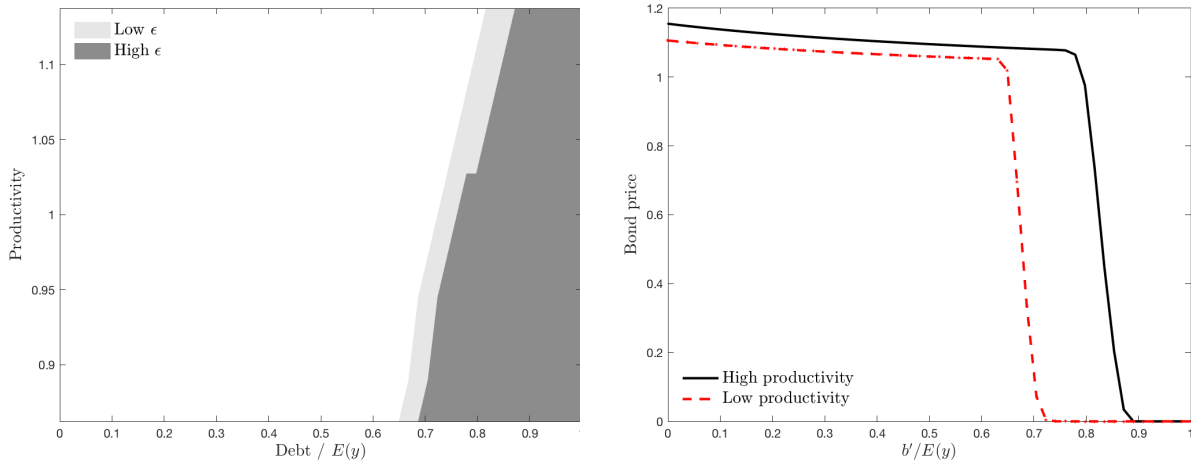 Low ϵ
High ϵ
1.1
1.05
1
0.95
0.9
Productivity
0 0.1 0.2 0.3 0.4 0.5 0.6 0.7 0.8 0.9
Debt / E(y)
1.2
1
0.8
0.6
0.4
0.2
0
Bond price
High productivity
Low productivity
0 0.1 0.2 0.3 0.4 0.5 0.6 0.7 0.8 0.9 1
b′/E(y)